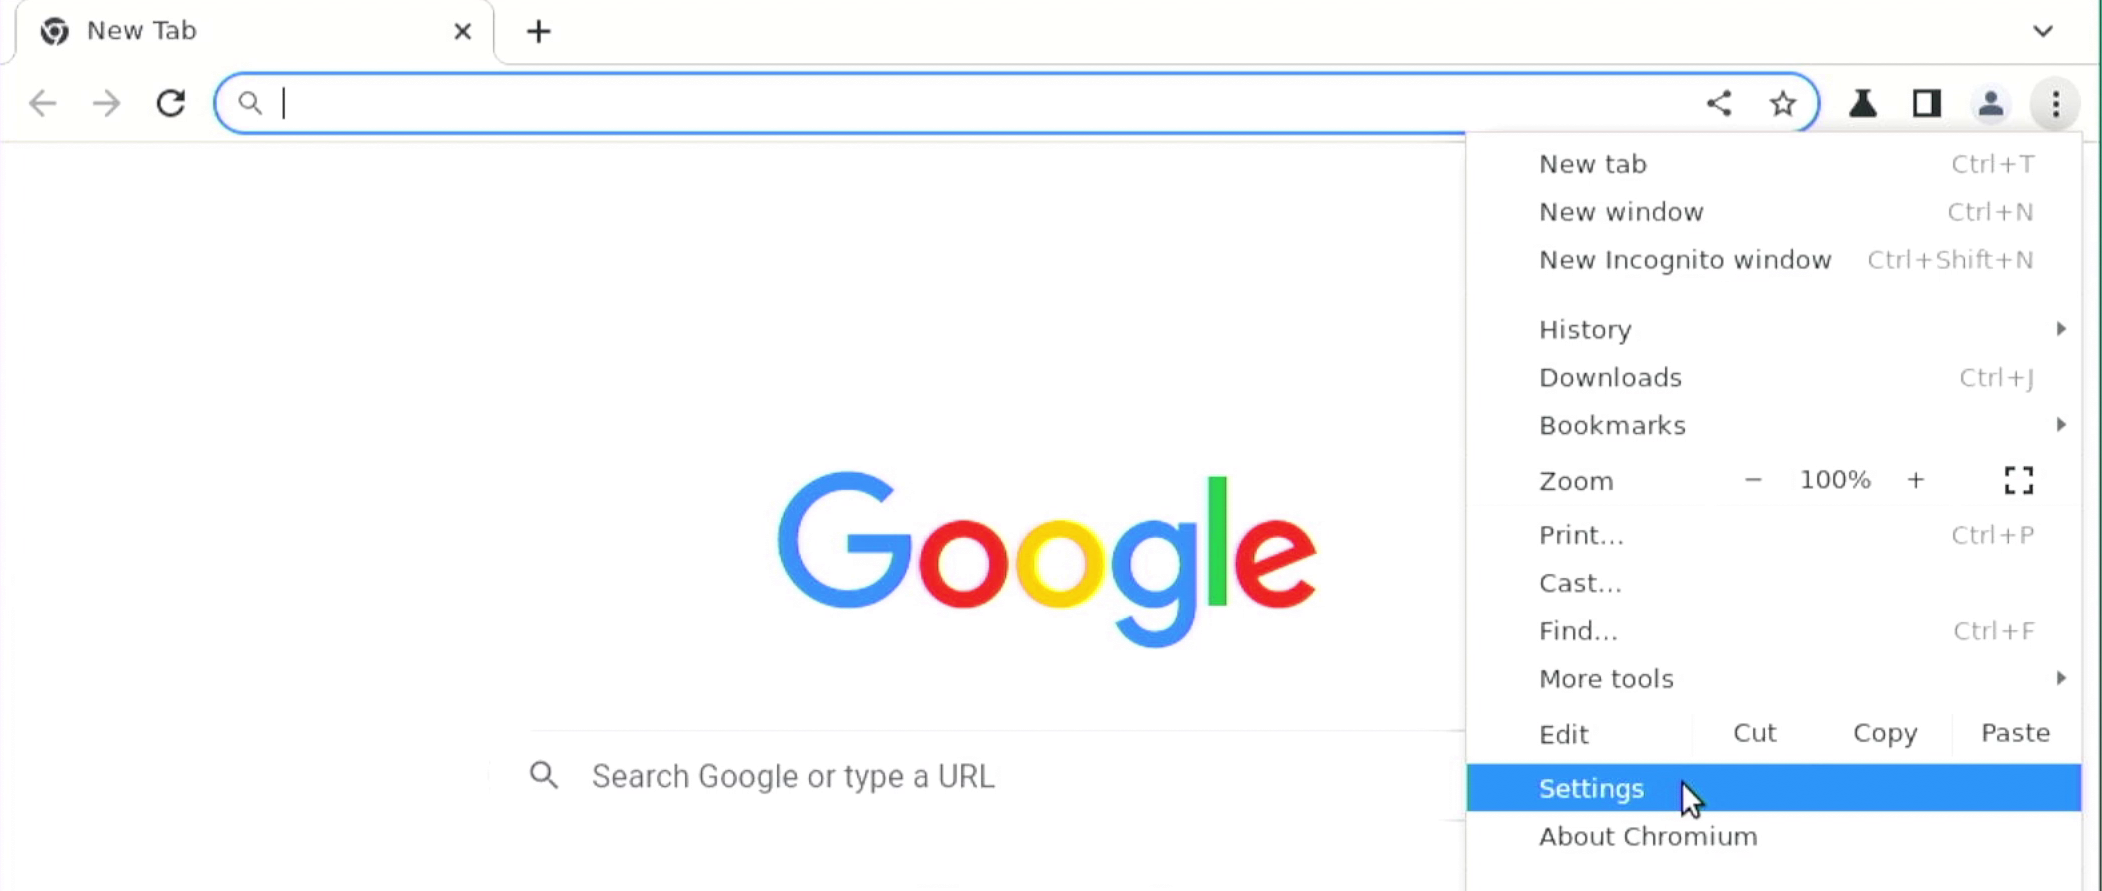 New Tab
New tab Ctrl+T
New window Ctrl+N
New Incognito window Ctrl+Shift+N
History
Downloads Ctrl+J
Bookmarks
Zoom − 100% +
Print... Ctrl+P
Cast...
Find... Ctrl+F
More tools
Edit Cut Copy Paste
Settings
About Chromium
Google
Search Google or type a URL